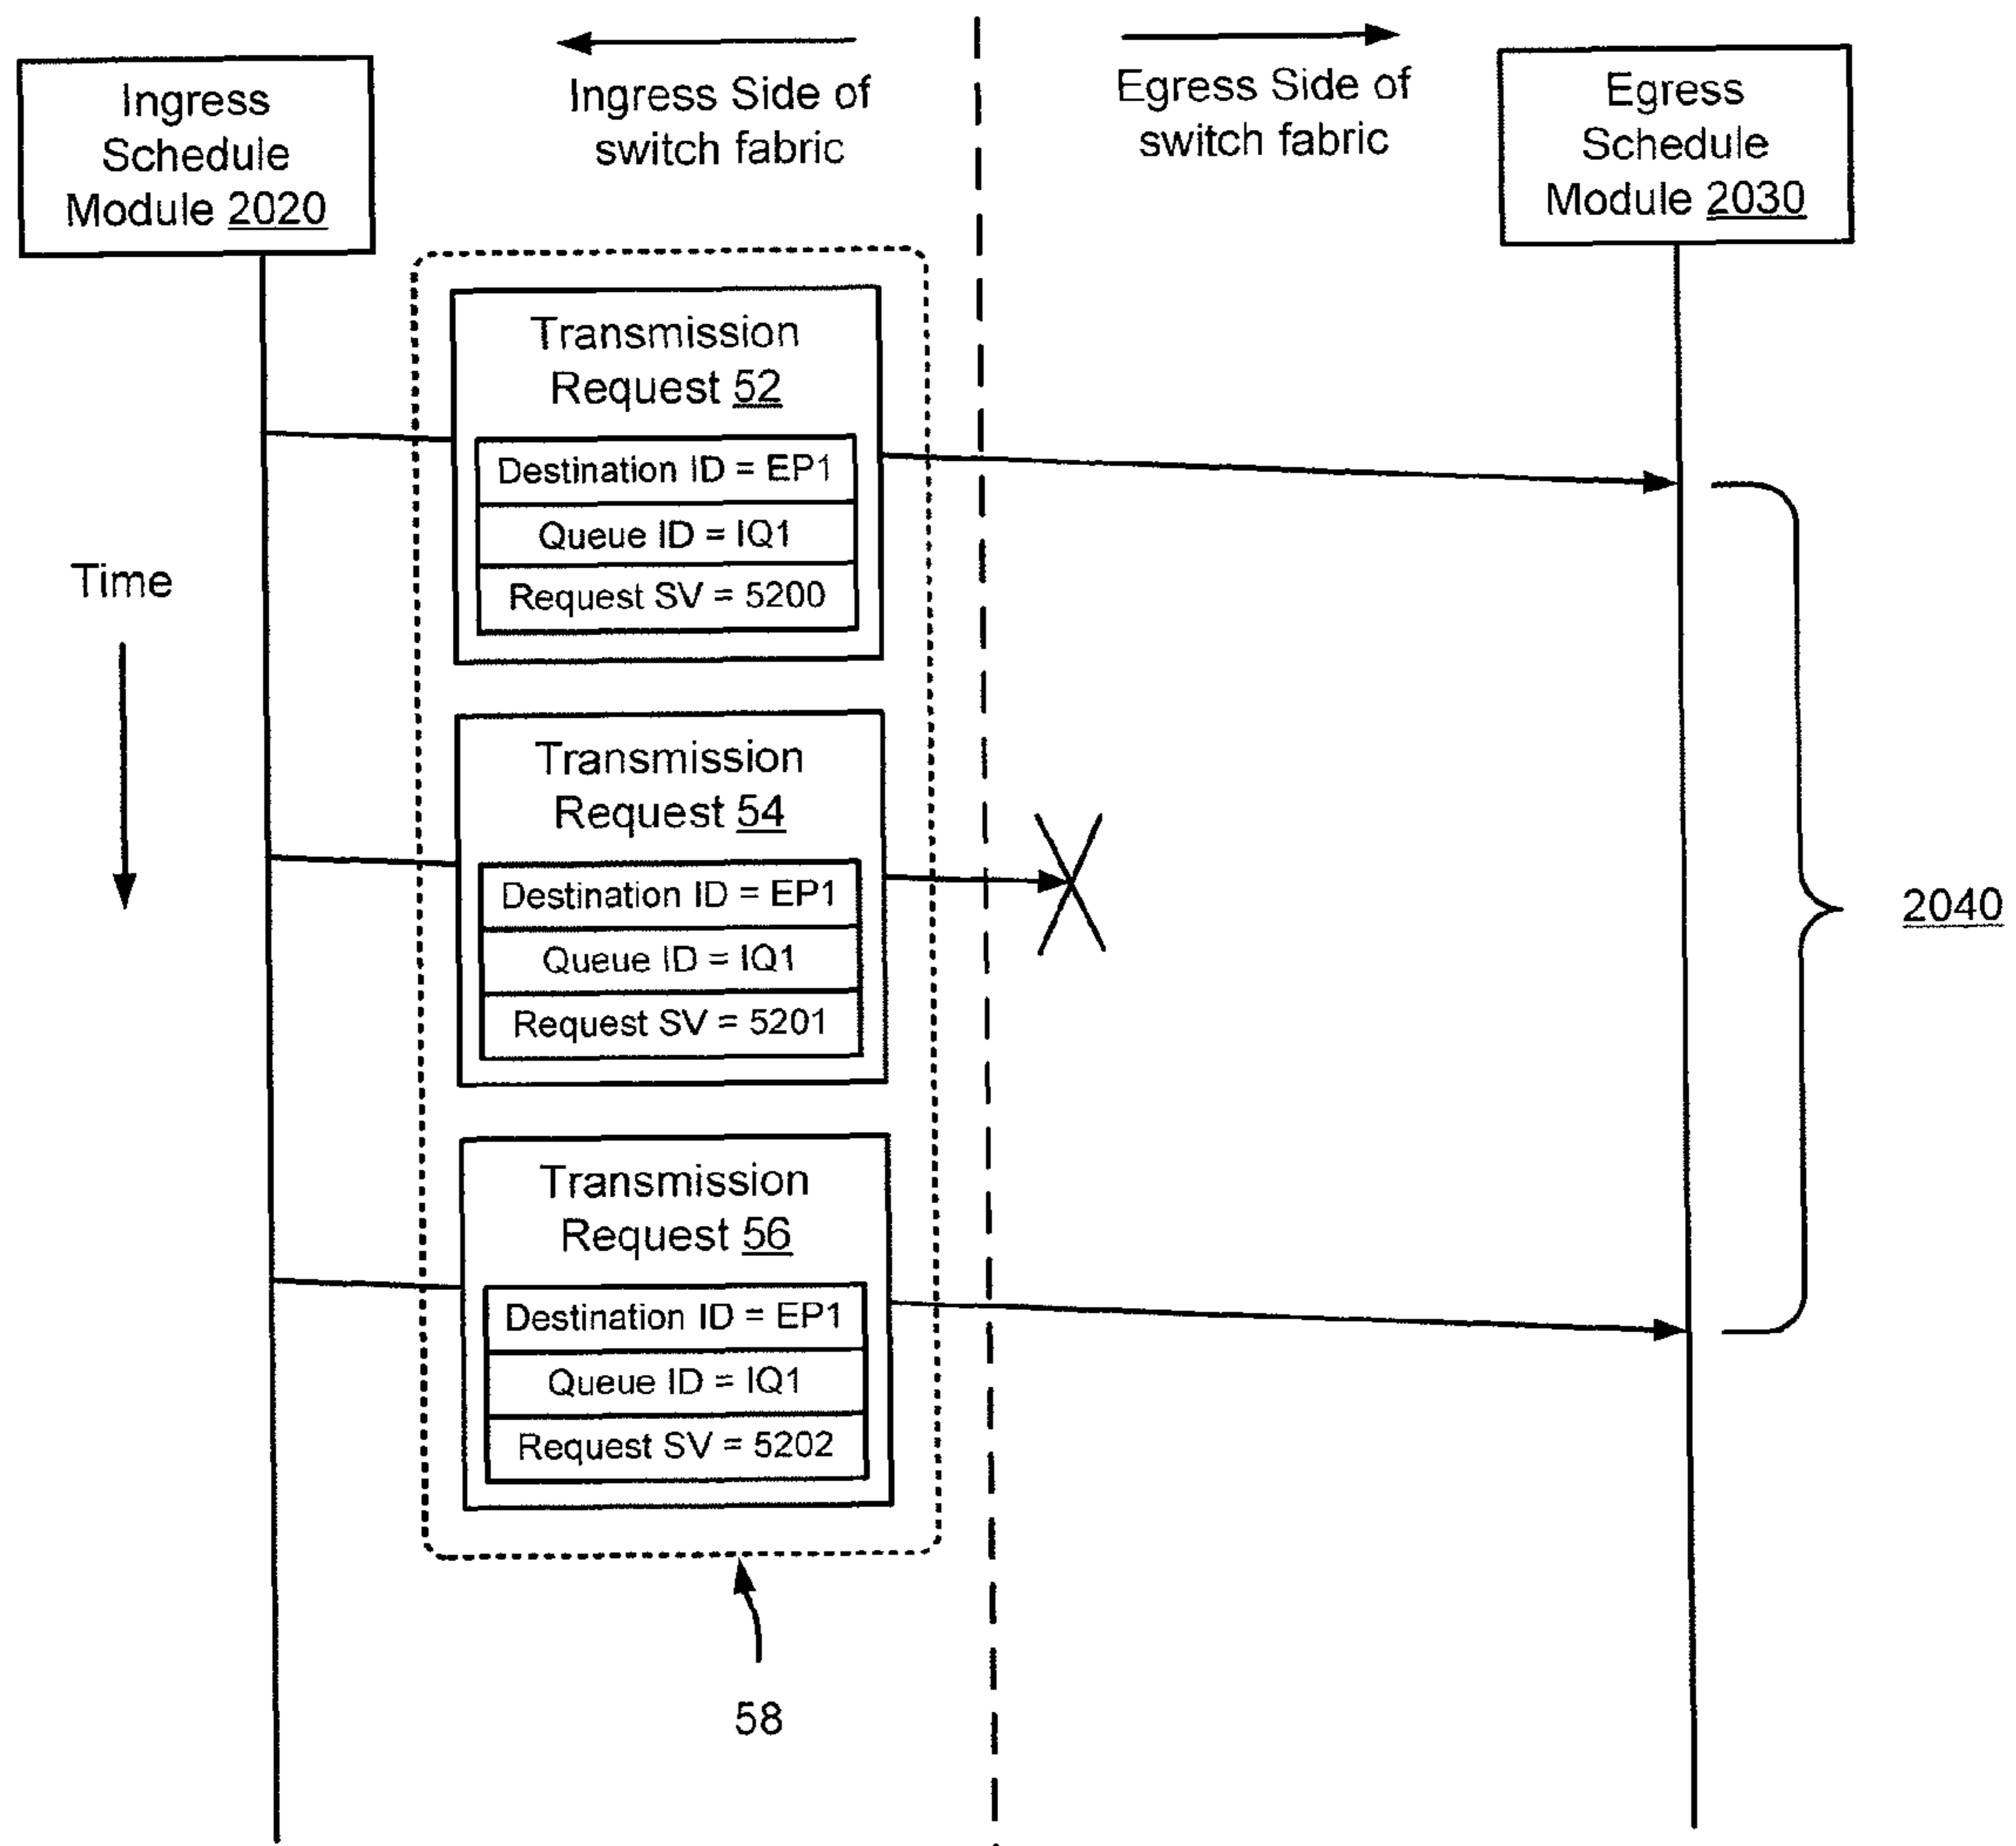 Ingress
Schedule
Module 2020
Ingress Side of
switch fabric
Egress Side of
switch fabric
Egress
Schedule
Module 2030
Transmission
Request 52
Destination ID = EP1
Queue ID = IQ1
Request SV = 5200
Time
Transmission
Request 54
Destination ID = EP1
Queue ID = IQ1
Request SV = 5201
2040
Transmission
Request 56
Destination ID = EP1
Queue ID = IQ1
Request SV = 5202
58